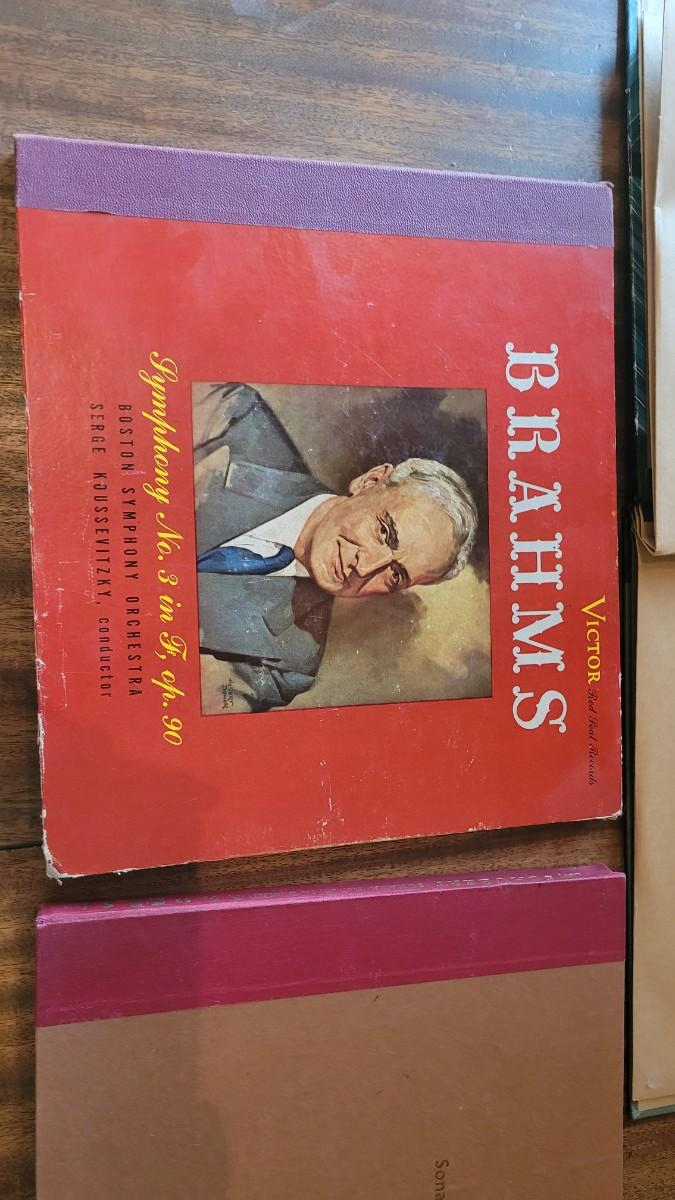 VICTOR Red Seal Records
BRAHMS
Symphony No. 3 in F, op. 90
BOSTON SYMPHONY ORCHESTRA
SERGE KOUSSEVITZKY, conductor
Sona